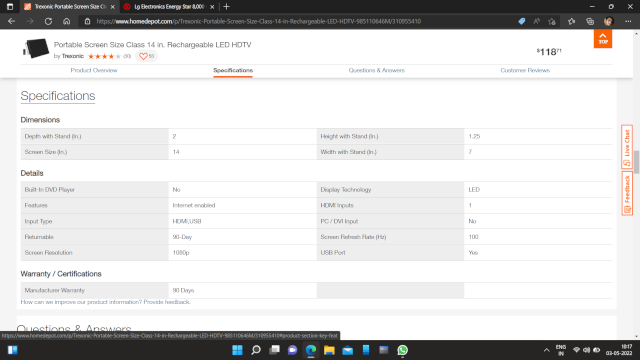 Trexonic Portable Screen Size Cl
Lg Electronics Energy Star 8,000
https://www.homedepot.com/p/Trexonic-Portable-Screen-Size-Class-14-in-Rechargeable-LED-HDTV-985110646M/310955410
Portable Screen Size Class 14 in. Rechargeable LED HDTV
by Trexonic
$118.71
TOP
Product Overview
Specifications
Questions & Answers
Customer Reviews
Specifications
Dimensions
Depth with Stand (In.) 2 Height with Stand (In.) 1.25
Screen Size (In.) 14 Width with Stand (In.) 7
Details
Built-In DVD Player No Display Technology LED
Features Internet enabled HDMI Inputs 1
Input Type HDMI,USB PC / DVI Input No
Returnable 90-Day Screen Refresh Rate (Hz) 100
Screen Resolution 1080p USB Port Yes
Warranty / Certifications
Manufacturer Warranty 90 Days
How can we improve our product information? Provide feedback.
Questions & Answers
Live Chat
Feedback
https://www.homedepot.com/p/Trexonic-Portable-Screen-Size-Class-14-in-Rechargeable-LED-HDTV-985110646M/310955410#product-section-key-feat
ENG
IN
10:17
03-05-2022